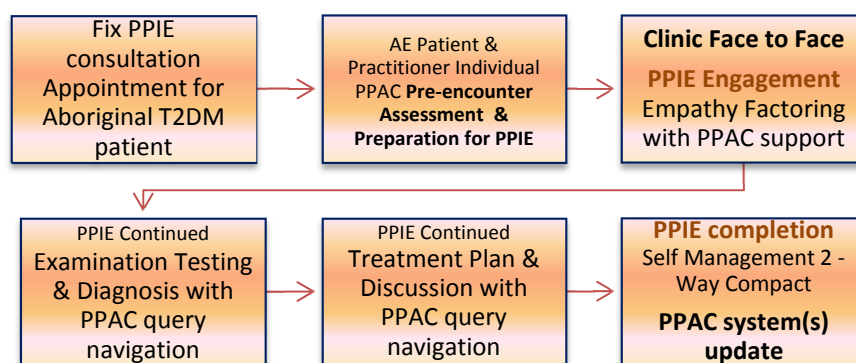 Fix PPIE
consultation
Appointment for
Aboriginal T2DM
patient
AE Patient &
Practitioner Individual
PPAC Pre-encounter
Assessment &
Preparation for PPIE
Clinic Face to Face
PPIE Engagement
Empathy Factoring
with PPAC support
PPIE Continued
Examination Testing
& Diagnosis with
PPAC query
navigation
PPIE Continued
Treatment Plan &
Discussion with
PPAC query
navigation
PPIE completion
Self Management 2 -
Way Compact
PPAC system(s)
update